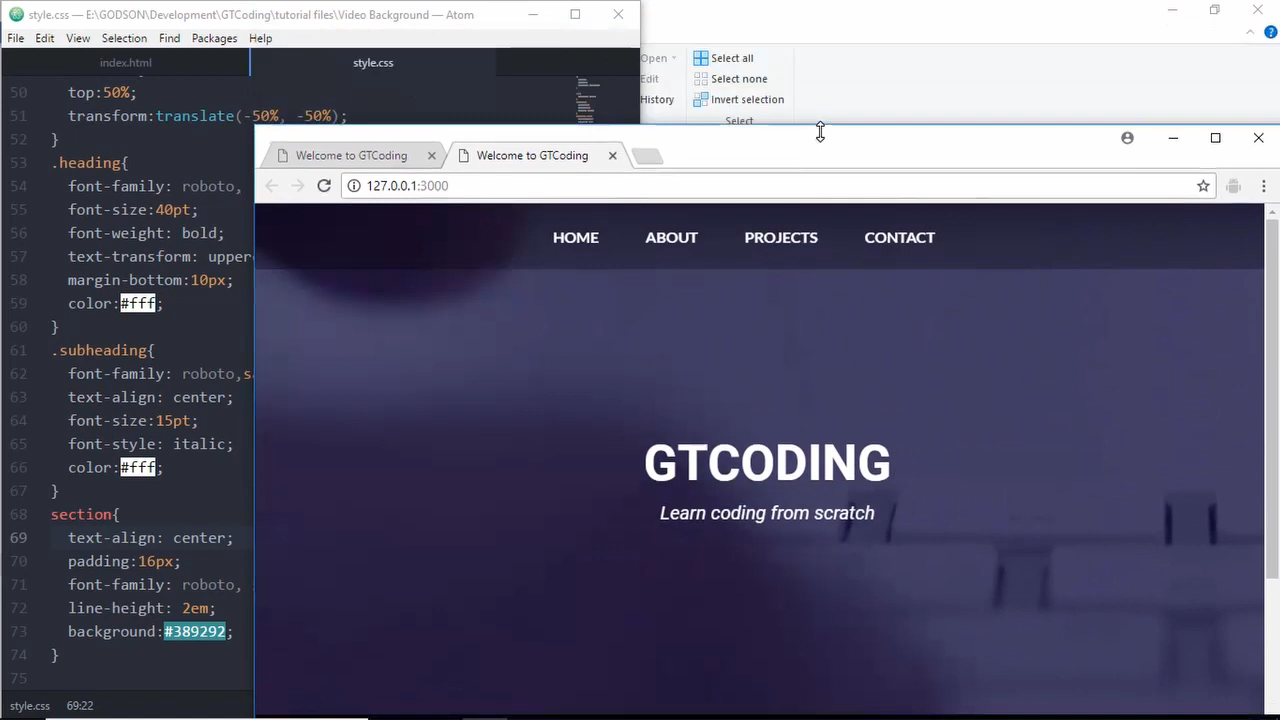 style.css — E:\GODSON\Development\GTCoding\tutorial files\Video Background — Atom
File Edit View Selection Find Packages Help
index.html style.css
50 top:50%;
51 transform:translate(-50%, -50%);
52 }
53 .heading{
54 font-family: roboto,
55 font-size:40pt;
56 font-weight: bold;
57 text-transform: upper
58 margin-bottom:10px;
59 color:#fff;
60 }
61 .subheading{
62 font-family: roboto,sa
63 text-align: center;
64 font-size:15pt;
65 font-style: italic;
66 color:#fff;
67 }
68 section{
69 text-align: center;
70 padding:16px;
71 font-family: roboto,
72 line-height: 2em;
73 background:#389292;
74 }
75
style.css 69:22
Open Select all
Edit Select none
History Invert selection
Select
Welcome to GTCoding Welcome to GTCoding
127.0.0.1:3000
HOME ABOUT PROJECTS CONTACT
GTCODING
Learn coding from scratch